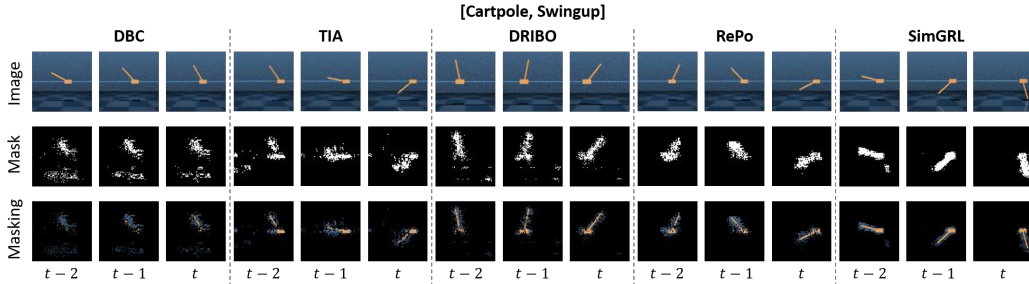 [Cartpole, Swingup]
DBC TIA DRIBO RePo SimGRL
Image
Mask
Masking
t − 2 t − 1 t t − 2 t − 1 t t − 2 t − 1 t t − 2 t − 1 t t − 2 t − 1 t